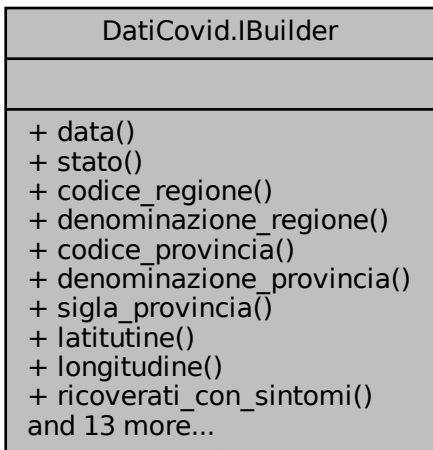 DatiCovid.IBuilder
+ data()
+ stato()
+ codice_regione()
+ denominazione_regione()
+ codice_provincia()
+ denominazione_provincia()
+ sigla_provincia()
+ latitutine()
+ longitudine()
+ ricoverati_con_sintomi()
and 13 more...